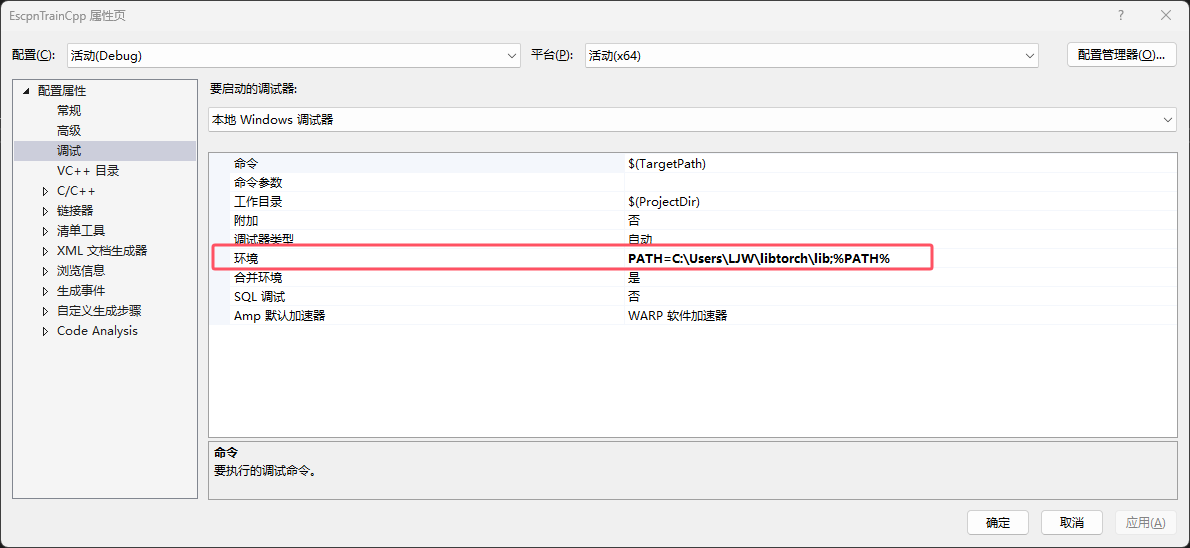 EscpnTrainCpp 属性页
配置(C): 活动(Debug) 平台(P): 活动(x64) 配置管理器(O)...
配置属性
常规
高级
调试
VC++ 目录
C/C++
链接器
清单工具
XML 文档生成器
浏览信息
生成事件
自定义生成步骤
Code Analysis
要启动的调试器:
本地 Windows 调试器
命令 $(TargetPath)
命令参数
工作目录 $(ProjectDir)
附加 否
调试器类型 自动
环境 PATH=C:\Users\LJW\libtorch\lib;%PATH%
合并环境 是
SQL 调试 否
Amp 默认加速器 WARP 软件加速器
命令
要执行的调试命令。
确定 取消 应用(A)